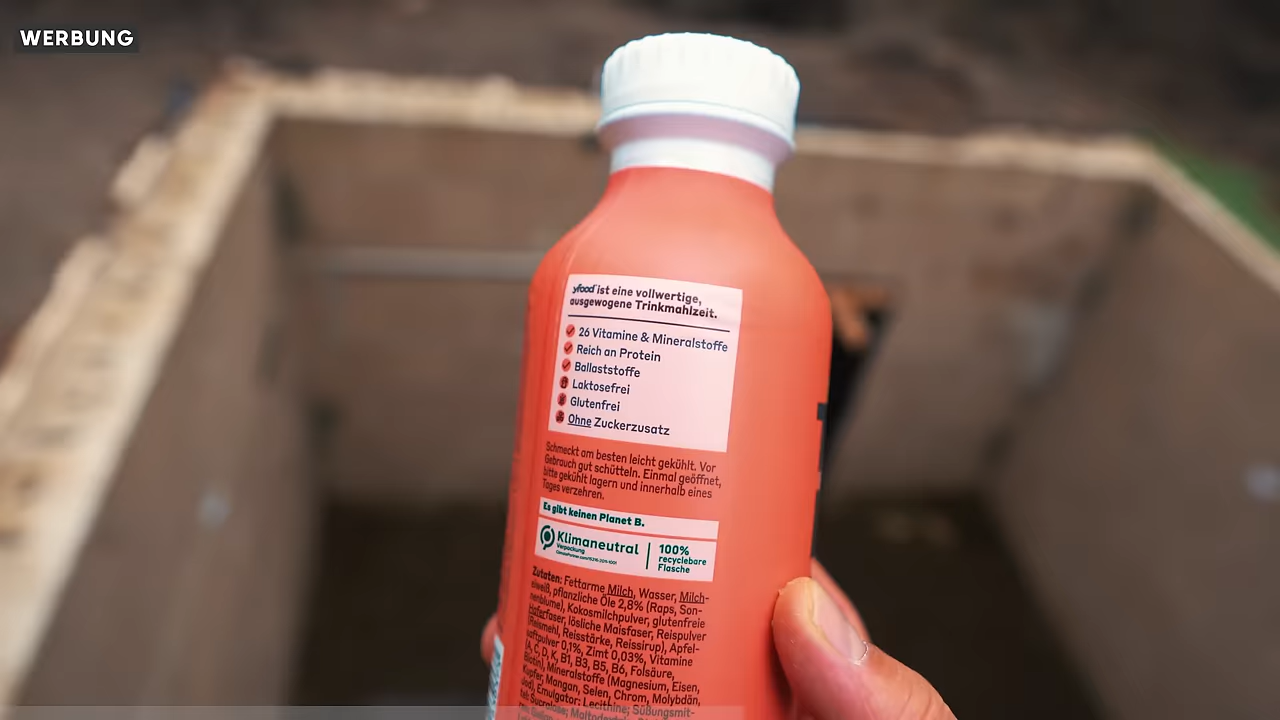 WERBUNG
yfood ist eine vollwertige,
ausgewogene Trinkmahlzeit.
26 Vitamine & Mineralstoffe
Reich an Protein
Ballaststoffe
Laktosefrei
Glutenfrei
Ohne Zuckerzusatz
Schmeckt am besten leicht gekühlt. Vor
Gebrauch gut schütteln. Einmal geöffnet,
bitte gekühlt lagern und innerhalb eines
Tages verzehren.
Es gibt keinen Planet B.
Klimaneutral
Verpackung
100%
recyclebare
Flasche
Zutaten: Fettarme Milch, Wasser, Milch-
eiweiß, pflanzliche Öle 2,8% (Raps, Son-
nenblume), Kokosmilchpulver, glutenfreie
Haferfaser, lösliche Maisfaser, Reispulver
(Reismehl, Reisstärke, Reissirup), Apfel-
saftpulver 0,1%, Zimt 0,03%, Vitamine
(A, C, D, K, B1, B3, B5, B6, Folsäure,
Biotin), Mineralstoffe (Magnesium, Eisen,
Kupfer, Mangan, Selen, Chrom, Molybdän,
Jod), Emulgator: Lecithine; Süßungsmit-
tel: Sucralose; Maltodextrin